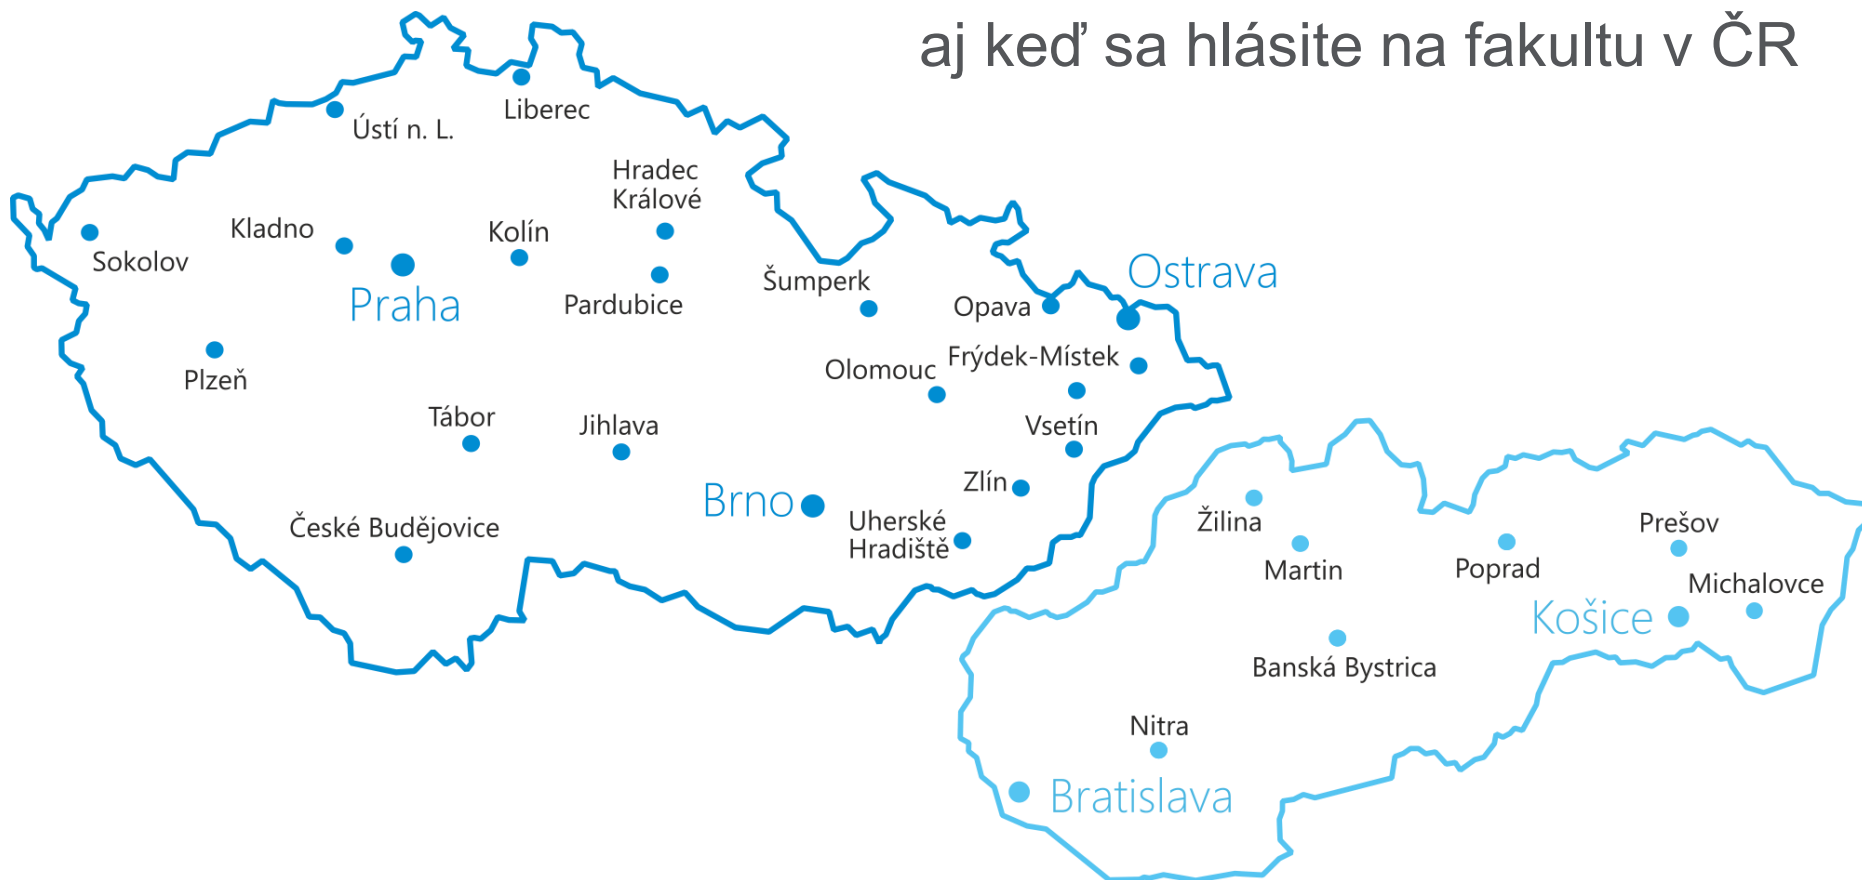 aj keď sa hlásite na fakultu v ČR
Liberec
Ústí n. L.
Hradec
Králové
Kladno
Kolín
Sokolov
Praha
Pardubice
Šumperk
Opava
Ostrava
Plzeň
Olomouc
Frýdek-Místek
Tábor
Jihlava
Vsetín
Zlín
Brno
České Budějovice
Uherské
Hradiště
Žilina
Martin
Poprad
Prešov
Michalovce
Košice
Banská Bystrica
Nitra
Bratislava